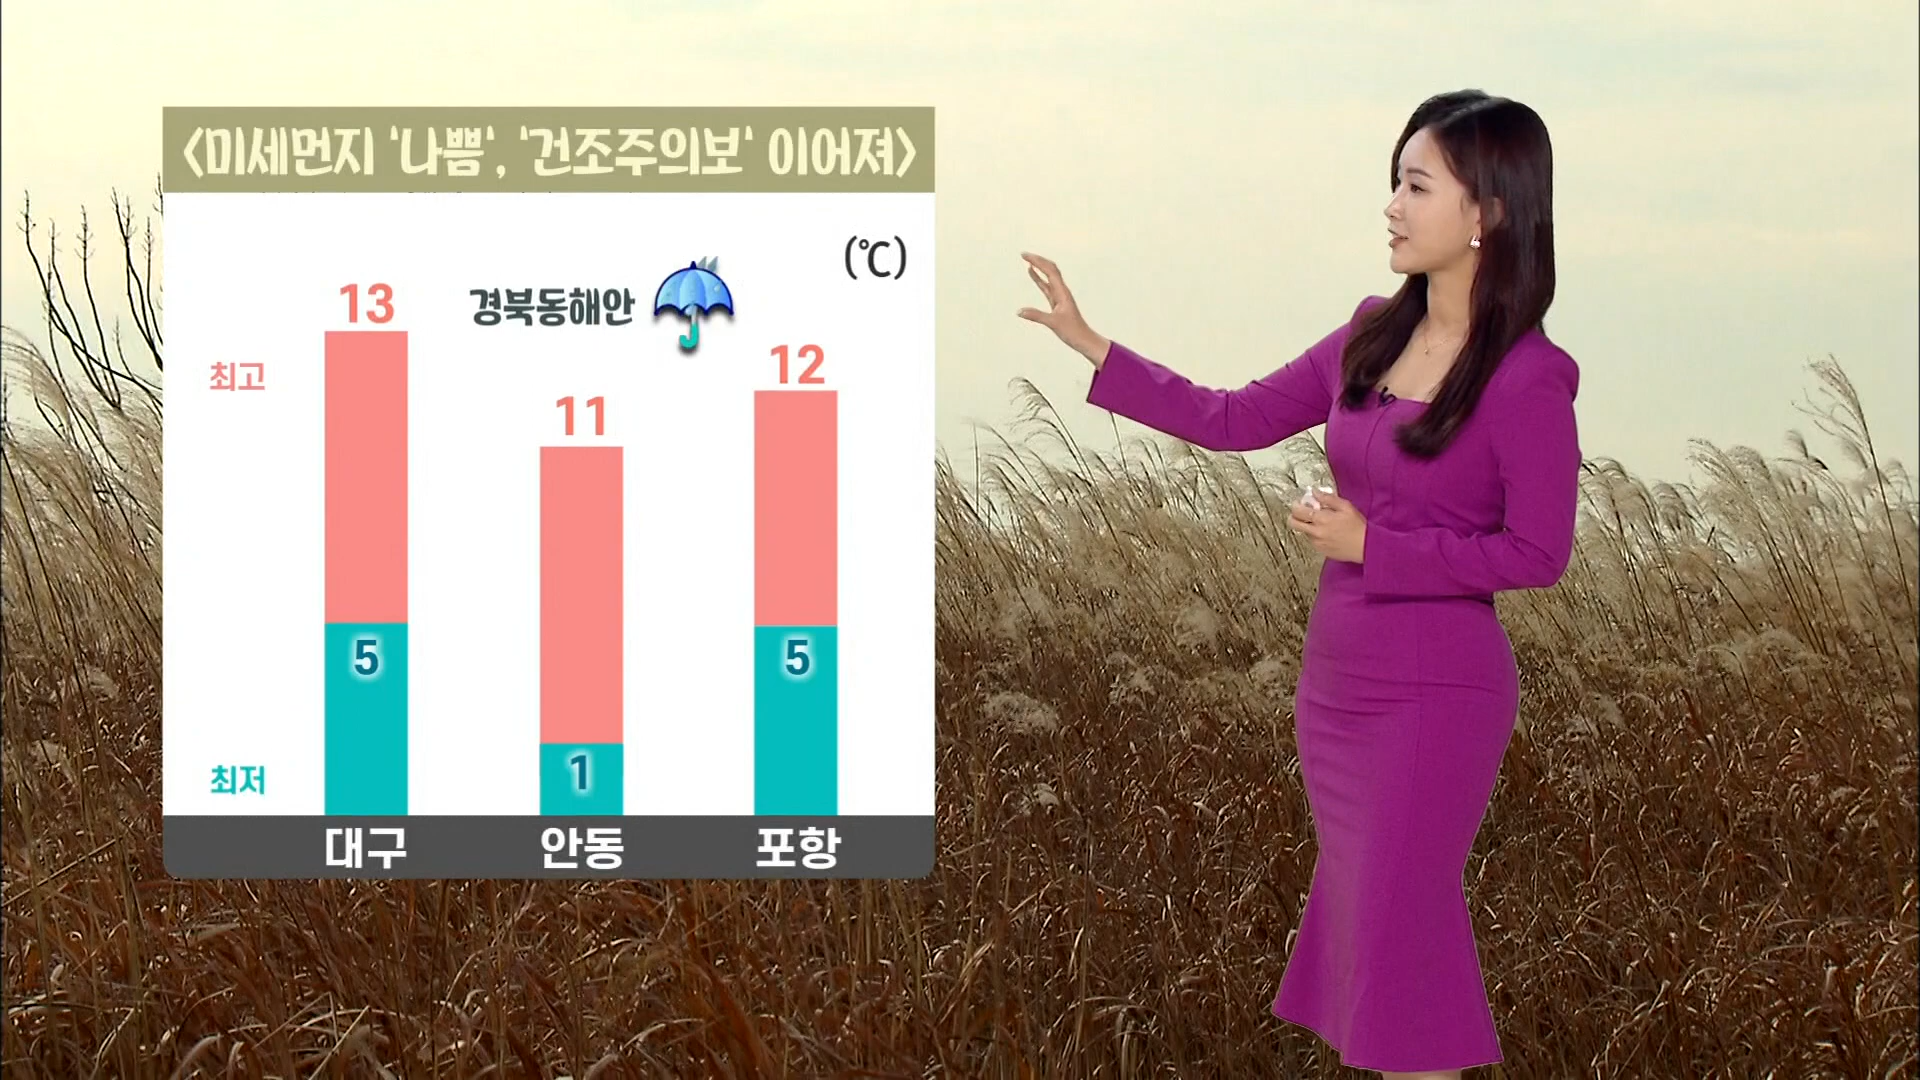 <미세먼지 '나쁨', '건조주의보' 이어져>
(℃)
경북동해안
13
12
11
최고
5
5
1
최저
대구 안동 포항